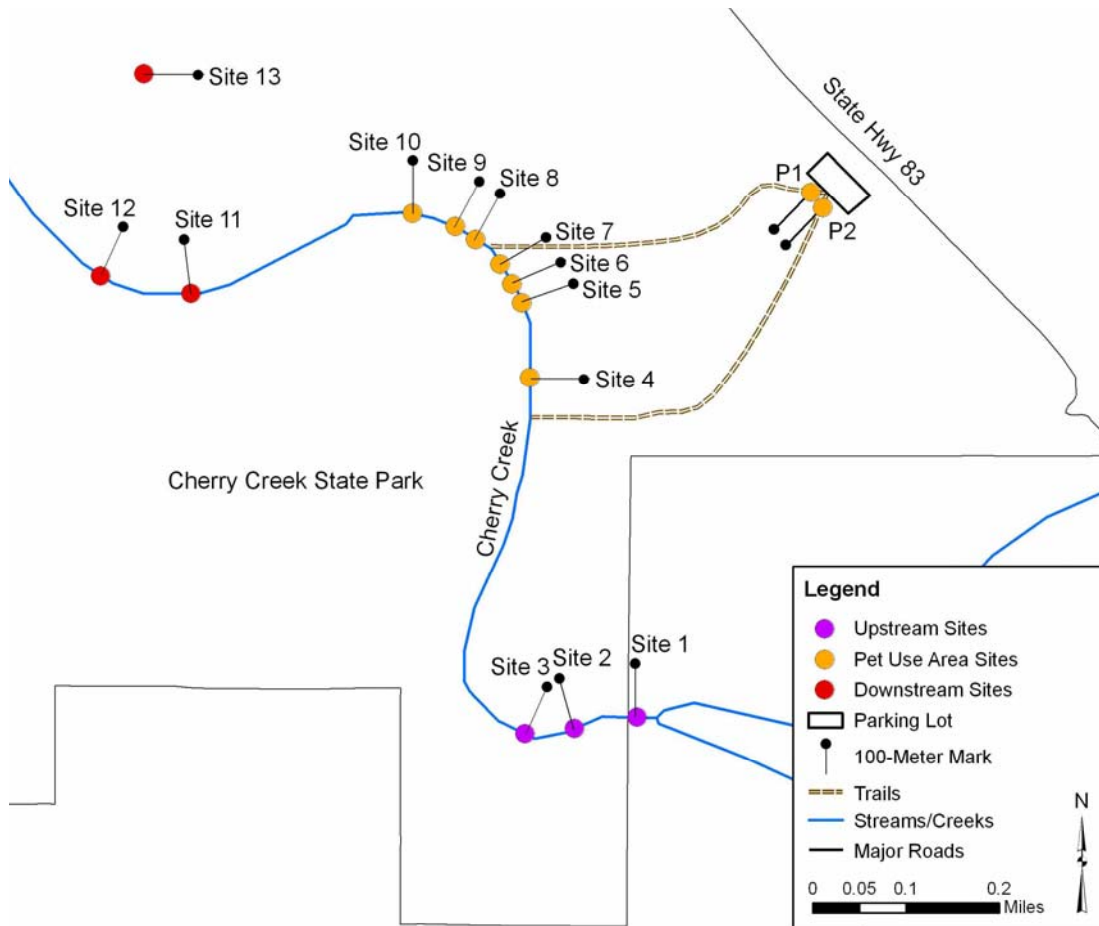 Site 13
State Hwy 83
Site 10
Site 9
Site 8
P1
P2
Site 12
Site 11
Site 7
Site 6
Site 5
Site 4
Cherry Creek
Cherry Creek State Park
Site 3
Site 2
Site 1
Legend
Upstream Sites
Pet Use Area Sites
Downstream Sites
Parking Lot
100-Meter Mark
Trails
Streams/Creeks
Major Roads
N
0 0.05 0.1 0.2
Miles